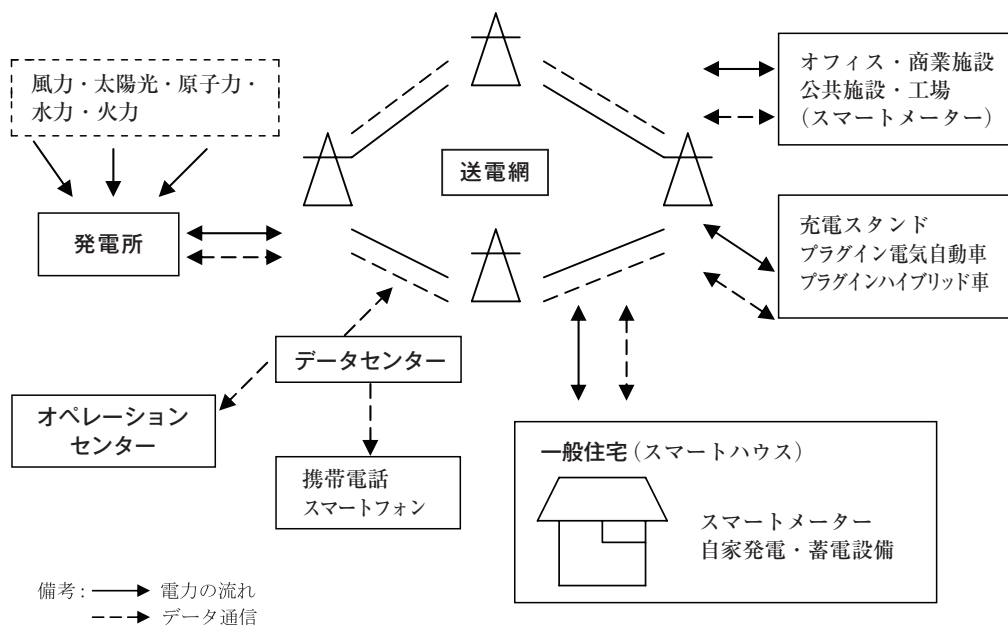 風力・太陽光・原子力・
水力・火力
発電所
送電網
オフィス・商業施設
公共施設・工場
(スマートメーター)
充電スタンド
プラグイン電気自動車
プラグインハイブリッド車
データセンター
オペレーション
センター
携帯電話
スマートフォン
一般住宅(スマートハウス)
スマートメーター
自家発電・蓄電設備
備考: 電力の流れ
データ通信